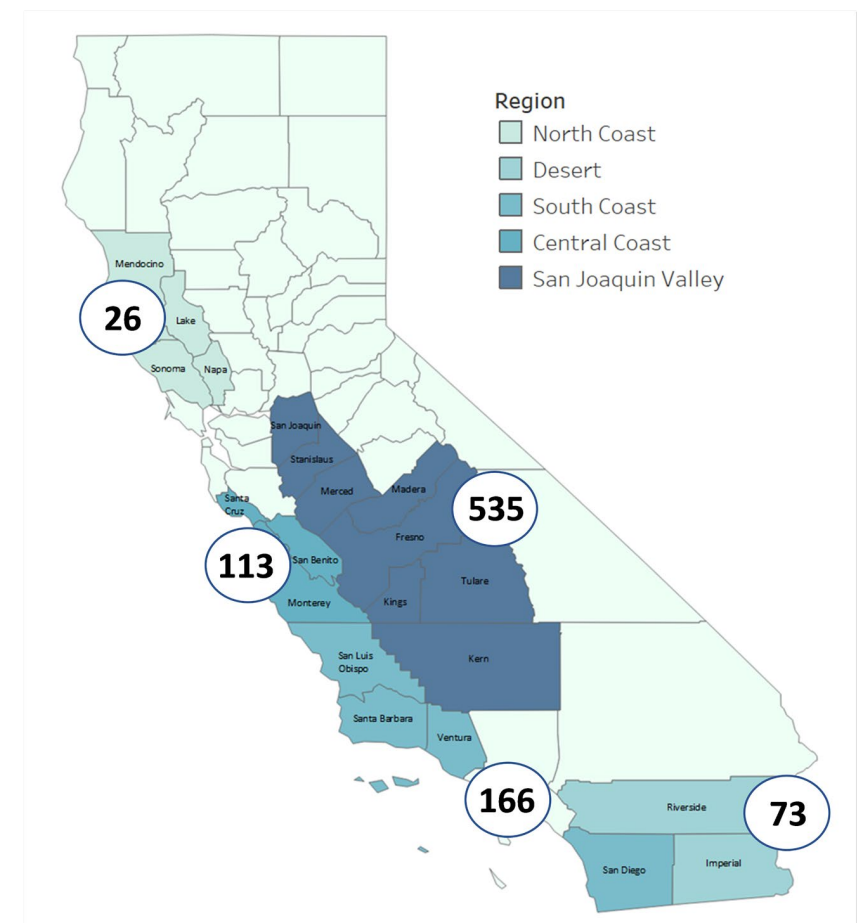 Region
North Coast
Desert
South Coast
Central Coast
San Joaquin Valley
Mendocino
26
Lake
Sonoma
Napa
San Joaquin
Stanislaus
Merced
Madera
535
Santa
Cruz
Fresno
113
San Benito
Tulare
Monterey
Kings
San Luis
Obispo
Kern
Santa Barbara
Ventura
166
Riverside
73
San Diego
Imperial